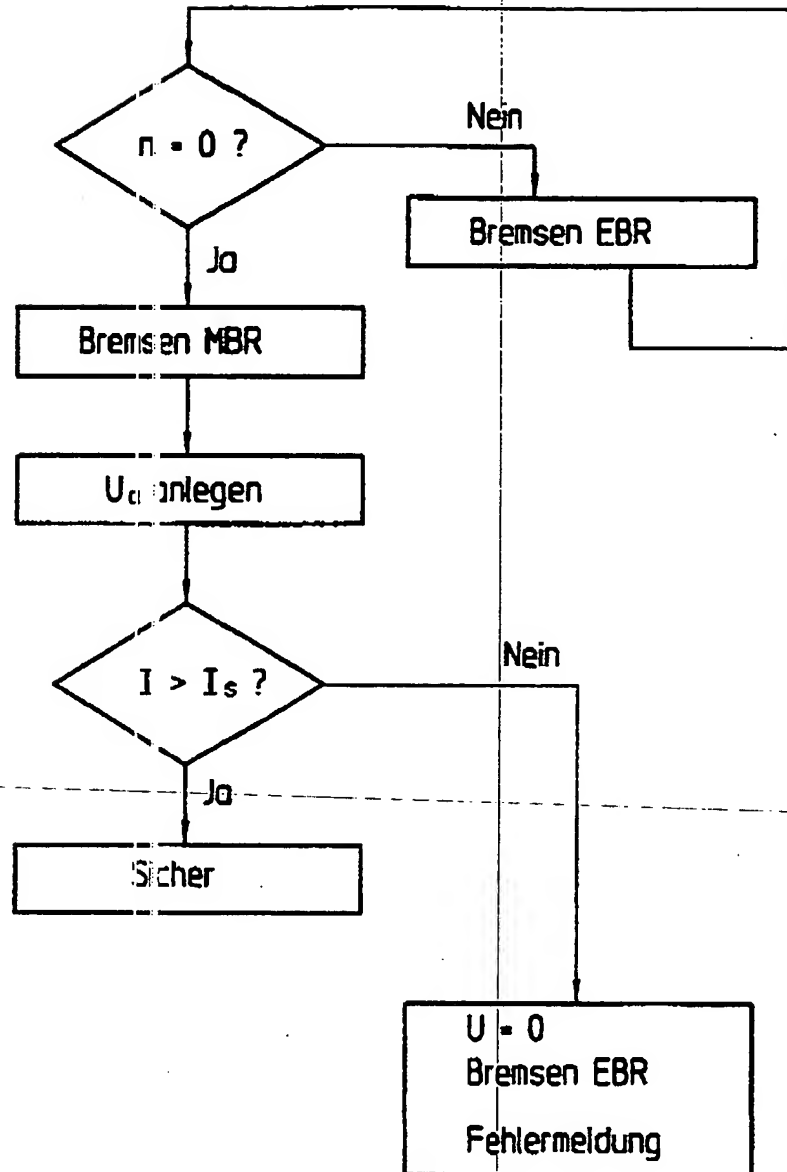 n = 0 ?
Nein
Bremsen EBR
Ja
Bremsen MBR
anlegen
I > Is ?
Nein
Ja
Sicher
U = 0
Bremsen EBR
Fehlermeldung